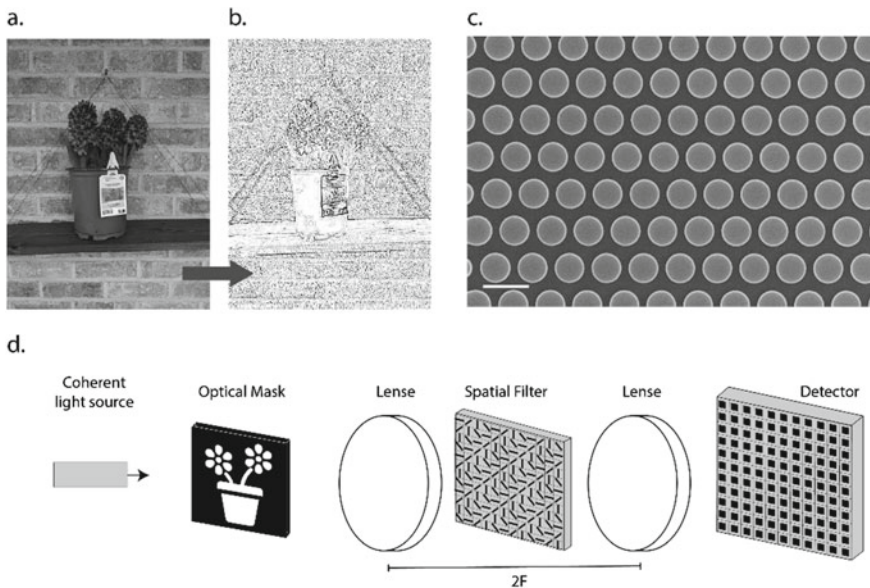 a.
b.
c.
d.
Coherent
light source
Optical Mask
Lense
Spatial Filter
Lense
Detector
2F